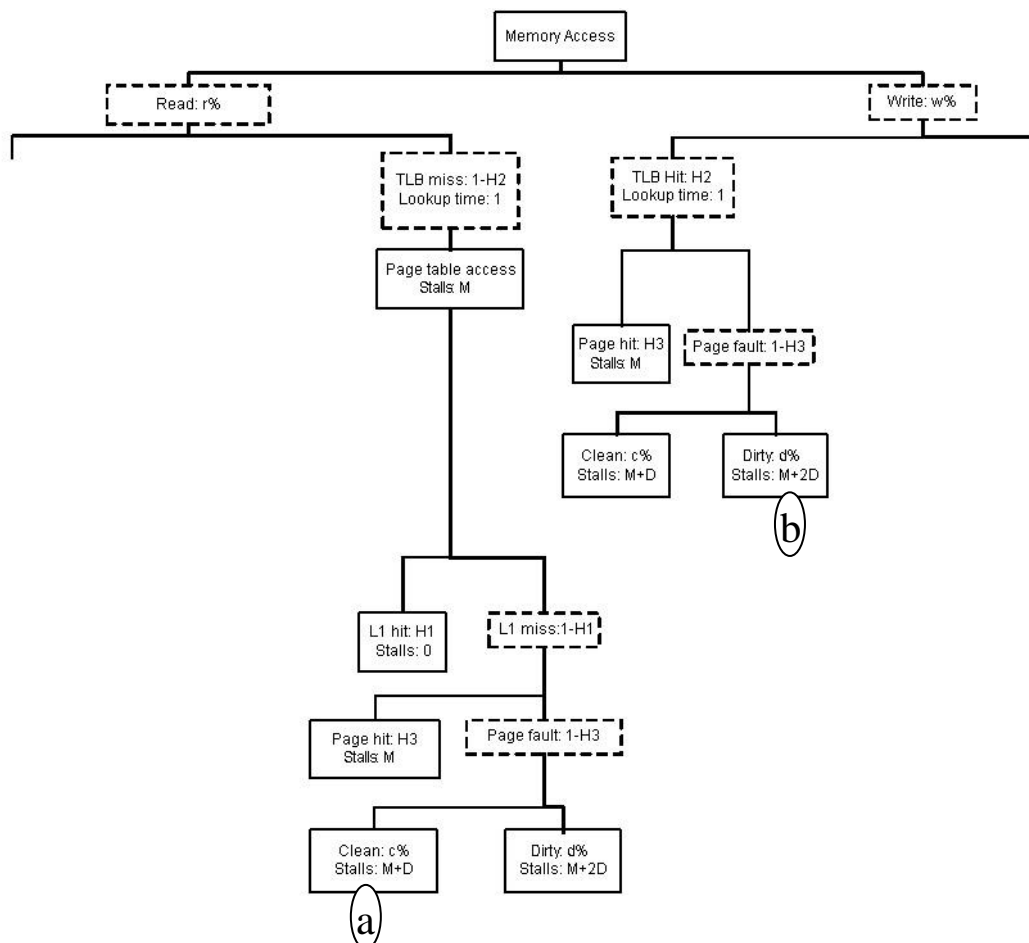 Memory Access
Read: r%
Write: w%
TLB miss: 1-H2
Lookup time: 1
TLB Hit: H2
Lookup time: 1
Page table access
Stalls: M
Page hit: H3
Stalls: M
Page fault: 1-H3
Clean: c%
Stalls: M+D
Dirty: d%
Stalls: M+2D
b
L1 hit: H1
Stalls: 0
L1 miss:1-H1
Page hit: H3
Stalls: M
Page fault: 1-H3
Clean: c%
Stalls: M+D
Dirty: d%
Stalls: M+2D
a